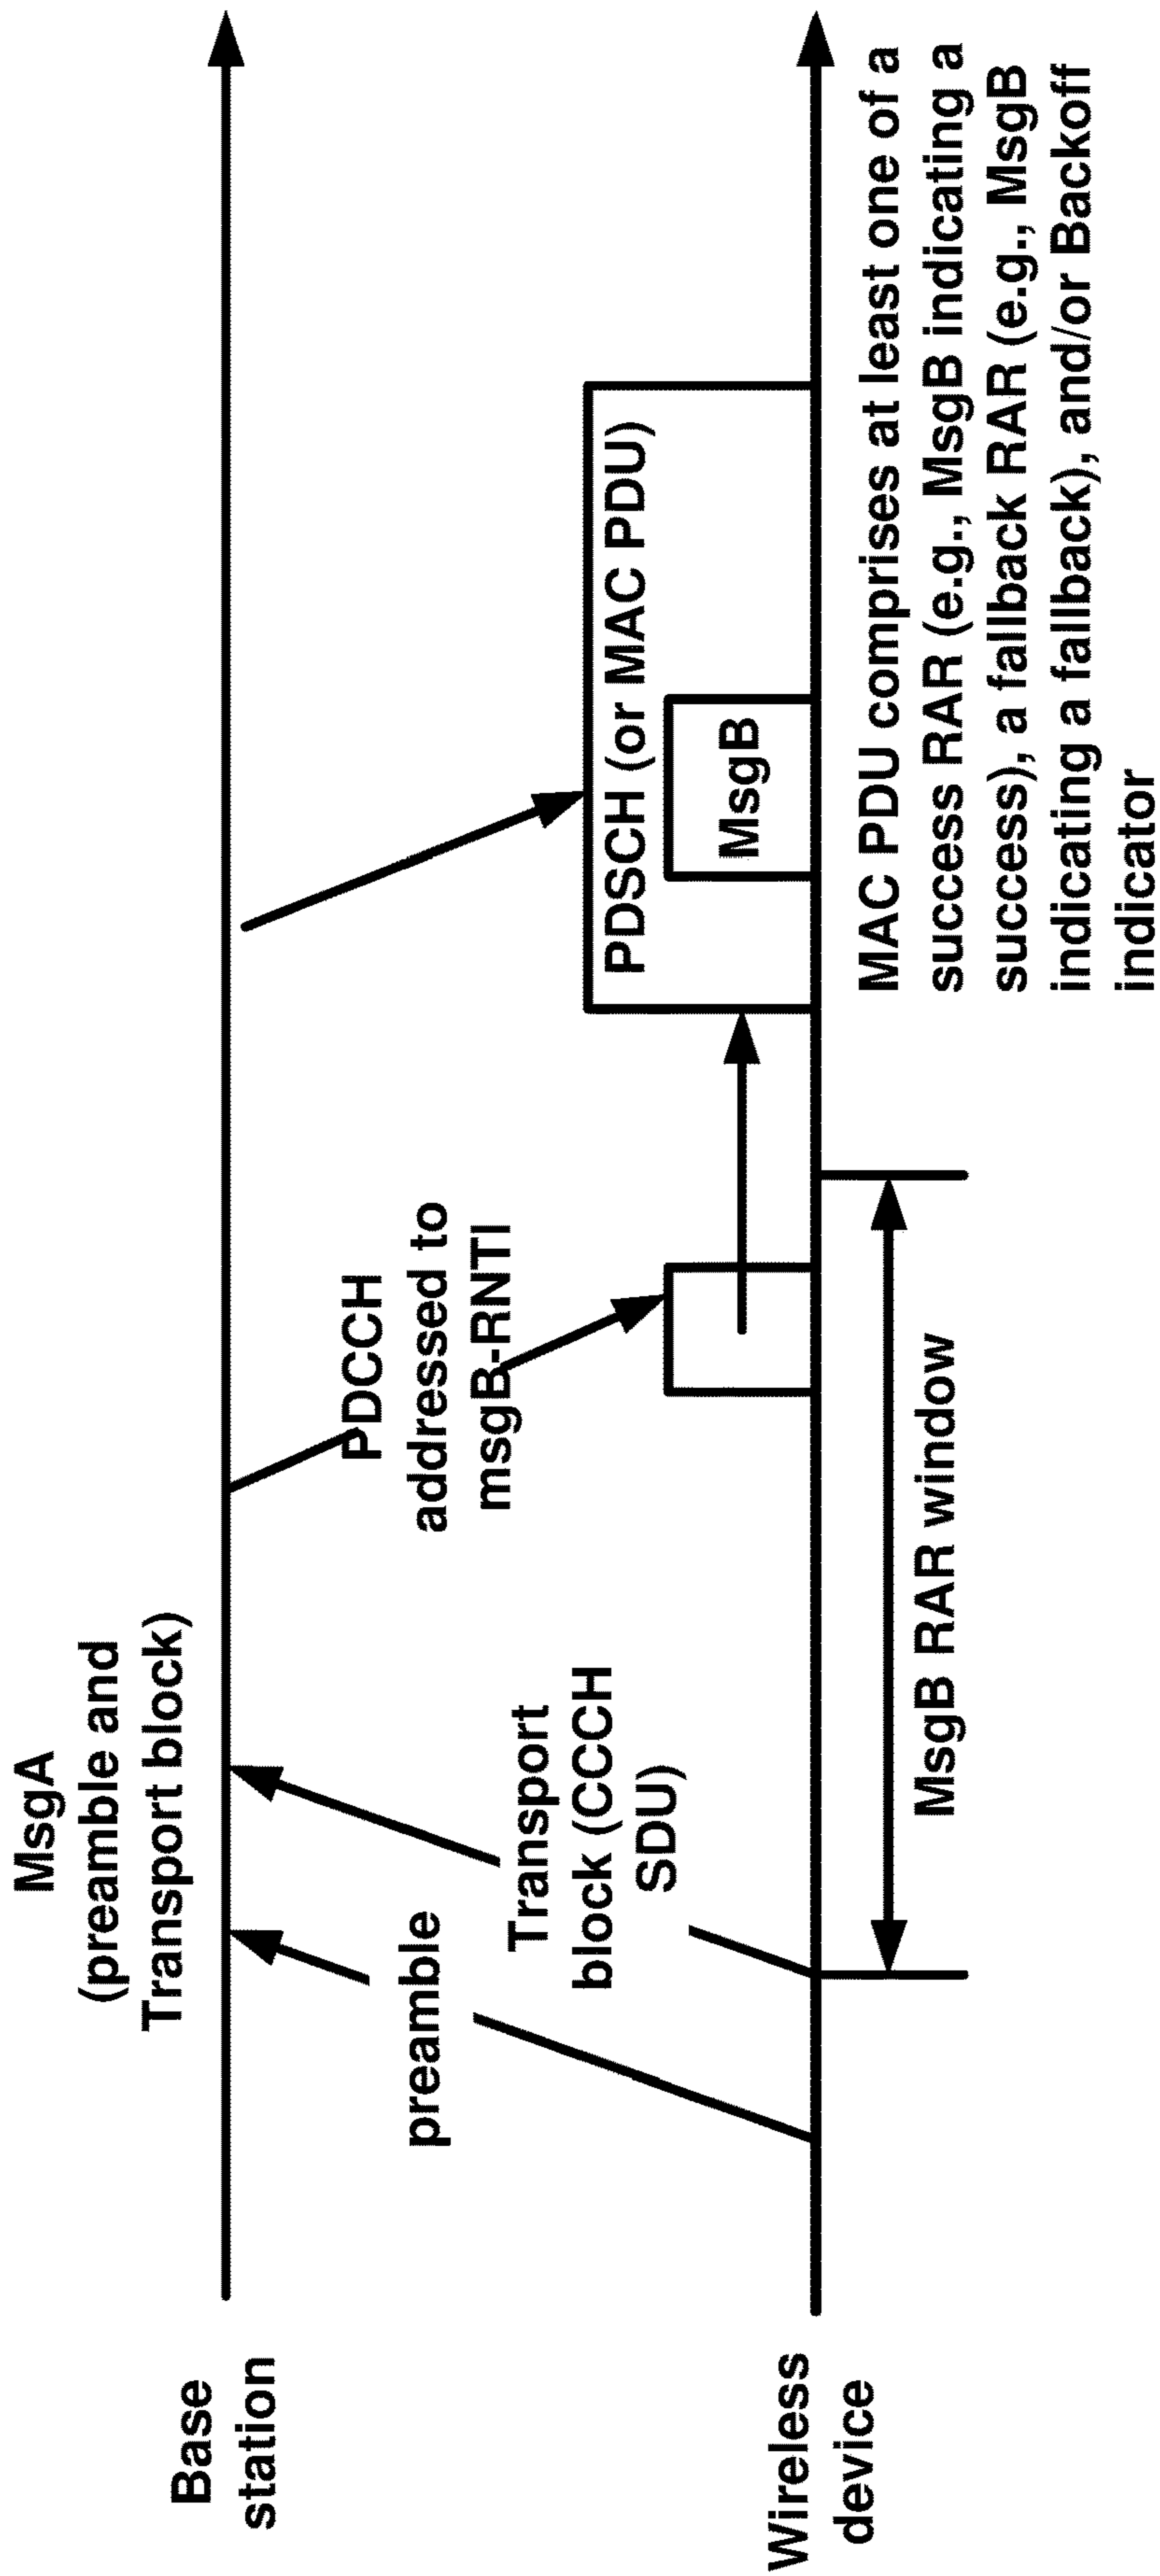 MsgA
(preamble and
Transport block)
Base
station
preamble
Transport
block (CCCH
SDU)
PDCCH
addressed to
msgB-RNTI
PDSCH (or MAC PDU)
MsgB
Wireless
device
MsgB RAR window
MAC PDU comprises at least one of a
success RAR (e.g., MsgB indicating a
success), a fallback RAR (e.g., MsgB
indicating a fallback), and/or Backoff
indicator